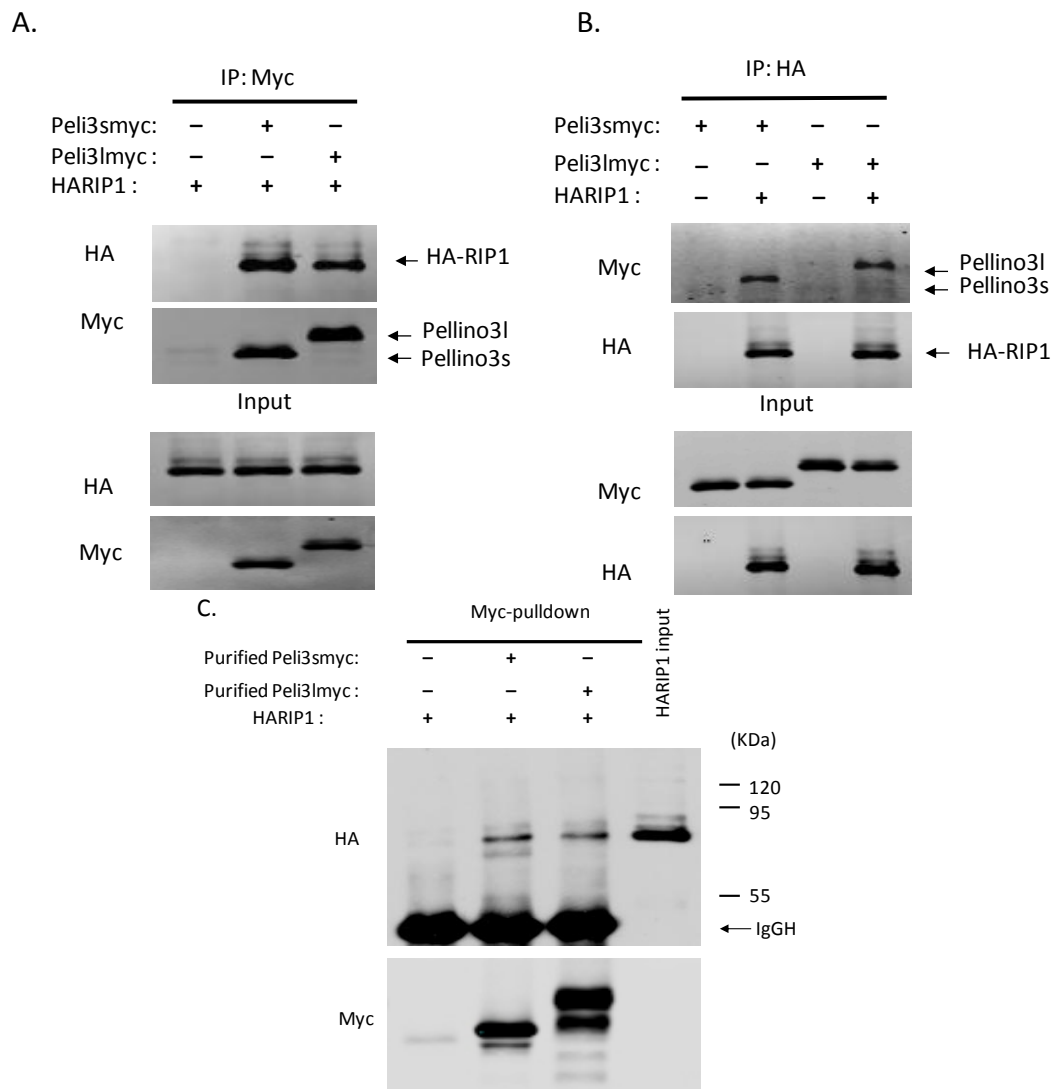 A.
IP: Myc
Peli3smyc: – + –
Peli3lmyc : – – +
HARIP1 : + + +
HA
HA-RIP1
Myc
Pellino3l
Pellino3s
Input
HA
Myc
B.
IP: HA
Peli3smyc: + + – –
Peli3lmyc : – – + +
HARIP1 : – + – +
Myc
Pellino3l
Pellino3s
HA
HA-RIP1
Input
Myc
HA
C.
Myc-pulldown
HARIP1 input
Purified Peli3smyc: – + –
Purified Peli3lmyc : – – +
HARIP1 : + + +
(KDa)
120
95
HA
55
IgGH
Myc